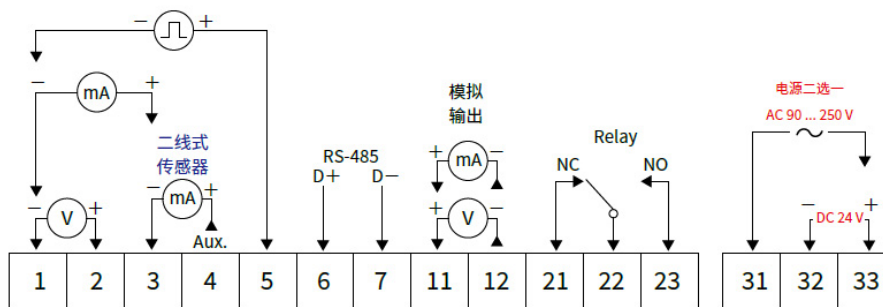 − +
− mA +
二线式
传感器
− mA +
Aux.
− V +
RS-485
D+ D−
模拟
输出
+ mA −
+ V −
Relay
NC NO
电源二选一
AC 90 ... 250 V
− +
DC 24 V
1 2 3 4 5 6 7 11 12 21 22 23 31 32 33